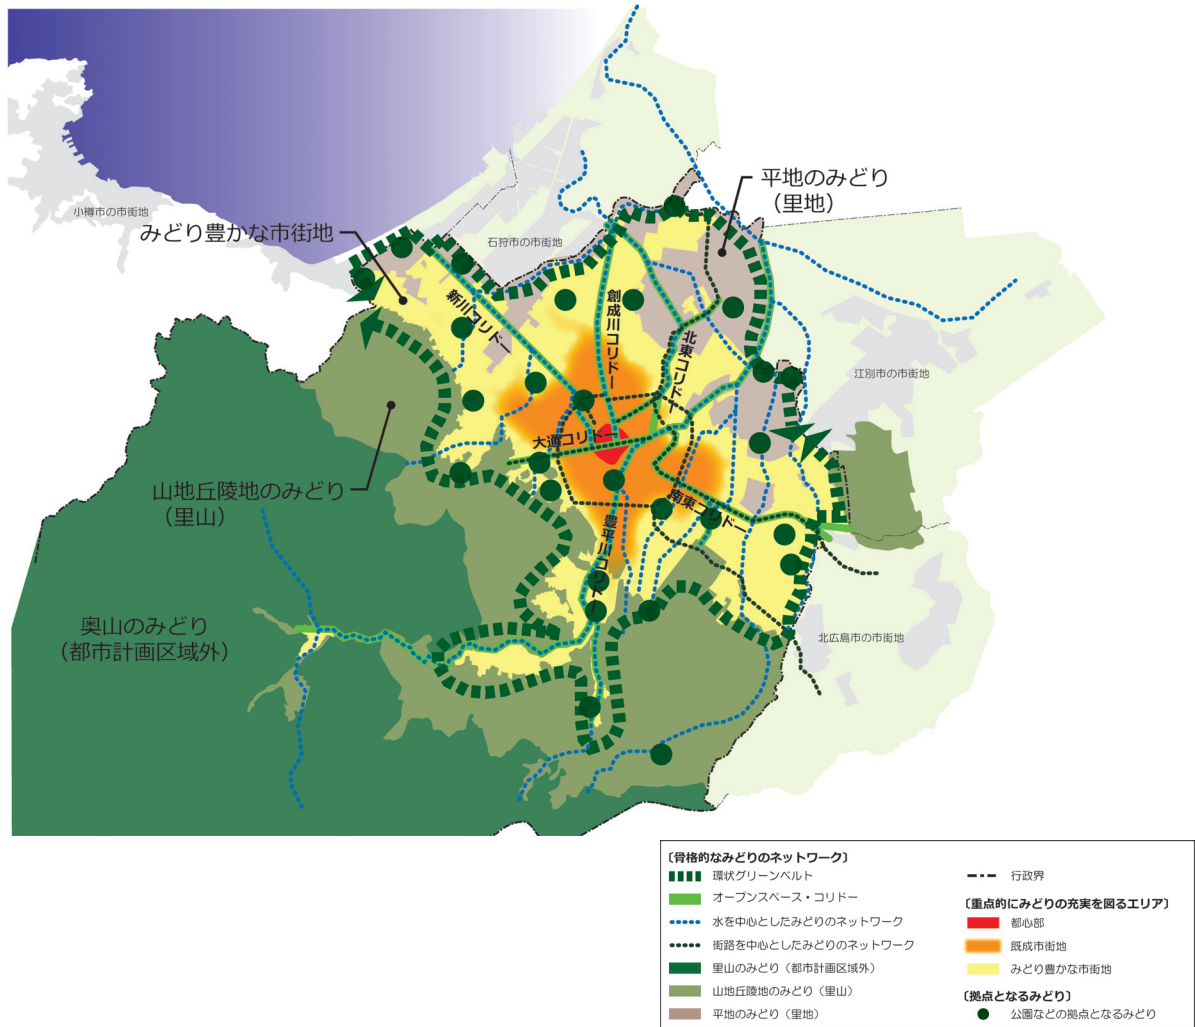 平地のみどり
（里地）
小樽市の市街地
みどり豊かな市街地
石狩市の市街地
新川コリドー
創成川コリドー
北東コリドー
江別市の市街地
大通コリドー
山地丘陵地のみどり
（里山）
南東コリドー
豊平川コリドー
奥山のみどり
（都市計画区域外）
北広島市の市街地
〔骨格的なみどりのネットワーク〕
環状グリーンベルト
オープンスペース・コリドー
水を中心としたみどりのネットワーク
街路を中心としたみどりのネットワーク
里山のみどり（都市計画区域外）
山地丘陵地のみどり（里山）
平地のみどり（里地）
行政界
〔重点的にみどりの充実を図るエリア〕
都心部
既成市街地
みどり豊かな市街地
〔拠点となるみどり〕
公園などの拠点となるみどり